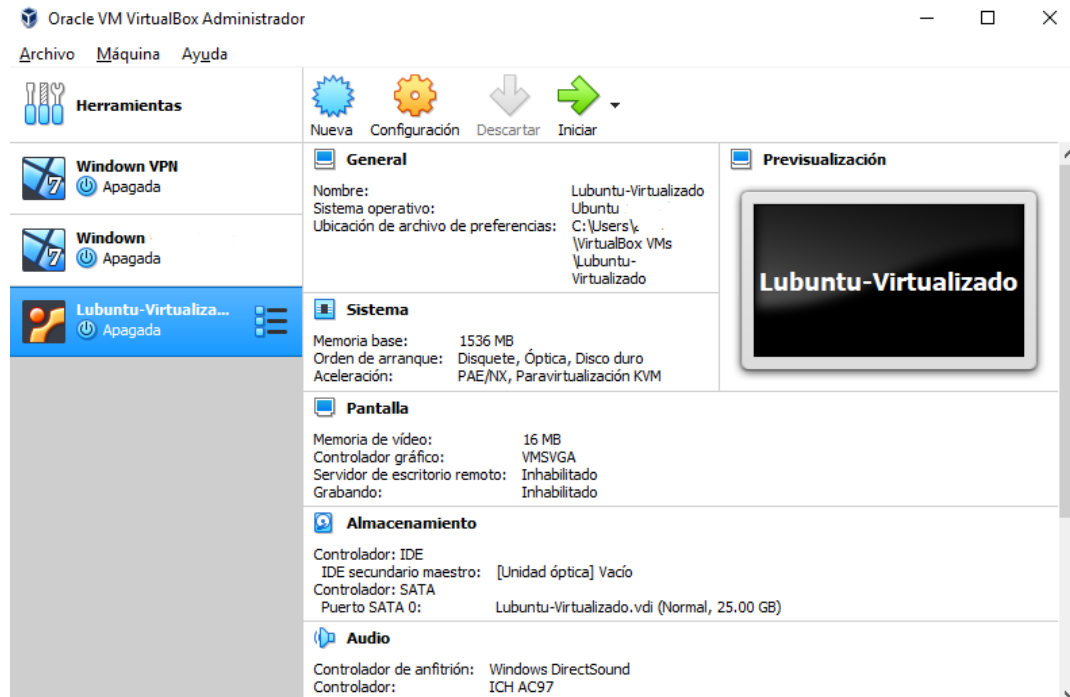 Oracle VM VirtualBox Administrador
Archivo Máquina Ayuda
Herramientas
Nueva Configuración Descartar Iniciar
Windown VPN
Apagada
Windown
Apagada
Lubuntu-Virtualiza...
Apagada
General
Nombre: Lubuntu-Virtualizado
Sistema operativo: Ubuntu
Ubicación de archivo de preferencias: C:\Users\
\VirtualBox VMs
\Lubuntu-
Virtualizado
Previsualización
Lubuntu-Virtualizado
Sistema
Memoria base: 1536 MB
Orden de arranque: Disquete, Óptica, Disco duro
Aceleración: PAE/NX, Paravirtualización KVM
Pantalla
Memoria de vídeo: 16 MB
Controlador gráfico: VMSVGA
Servidor de escritorio remoto: Inhabilitado
Grabando: Inhabilitado
Almacenamiento
Controlador: IDE
IDE secundario maestro: [Unidad óptica] Vacío
Controlador: SATA
Puerto SATA 0: Lubuntu-Virtualizado.vdi (Normal, 25.00 GB)
Audio
Controlador de anfitrión: Windows DirectSound
Controlador: ICH AC97